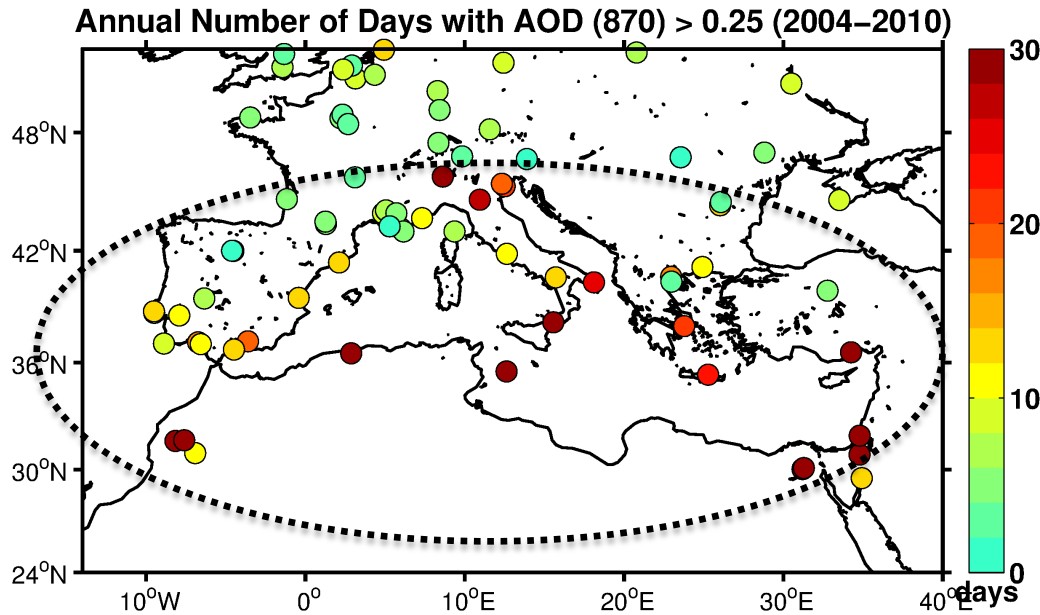 Annual Number of Days with AOD (870) > 0.25 (2004−2010)
30
48°N
20
42°N
36°N
10
30°N
24°N
0
10°W
0°
10°E
20°E
30°E
40°E
days